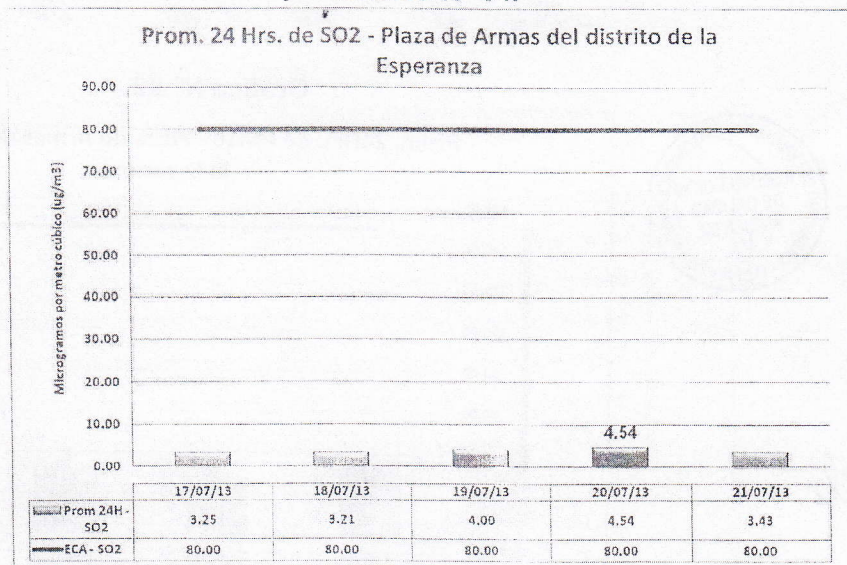 Prom. 24 Hrs. de SO2 - Plaza de Armas del distrito de la
Esperanza
Microgramos por metro cúbico (ug/m3)
90.00
80.00
70.00
60.00
50.00
40.00
30.00
20.00
10.00
0.00
4.54
17/07/13 18/07/13 19/07/13 20/07/13 21/07/13
Prom 24H - SO2 3.25 3.21 4.00 4.54 3.43
ECA - SO2 80.00 80.00 80.00 80.00 80.00